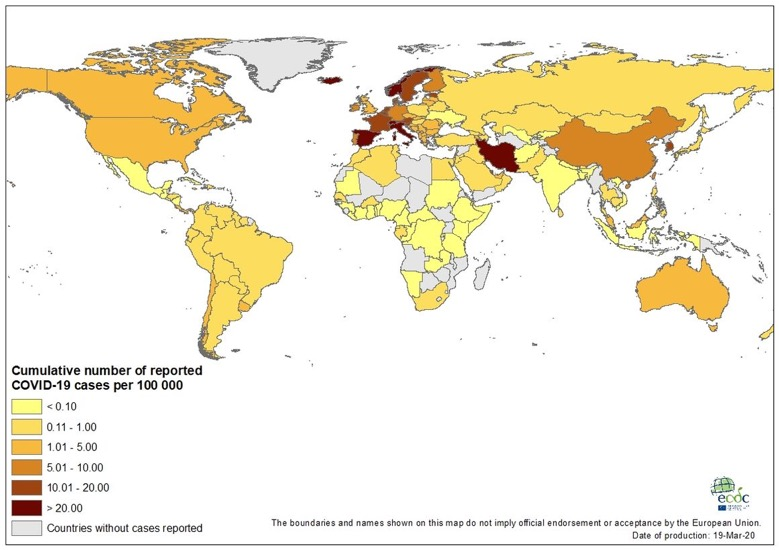 Cumulative number of reported
COVID-19 cases per 100 000
< 0.10
0.11 - 1.00
1.01 - 5.00
5.01 - 10.00
10.01 - 20.00
> 20.00
Countries without cases reported
ecdc
The boundaries and names shown on this map do not imply official endorsement or acceptance by the European Union.
Date of production: 19-Mar-20